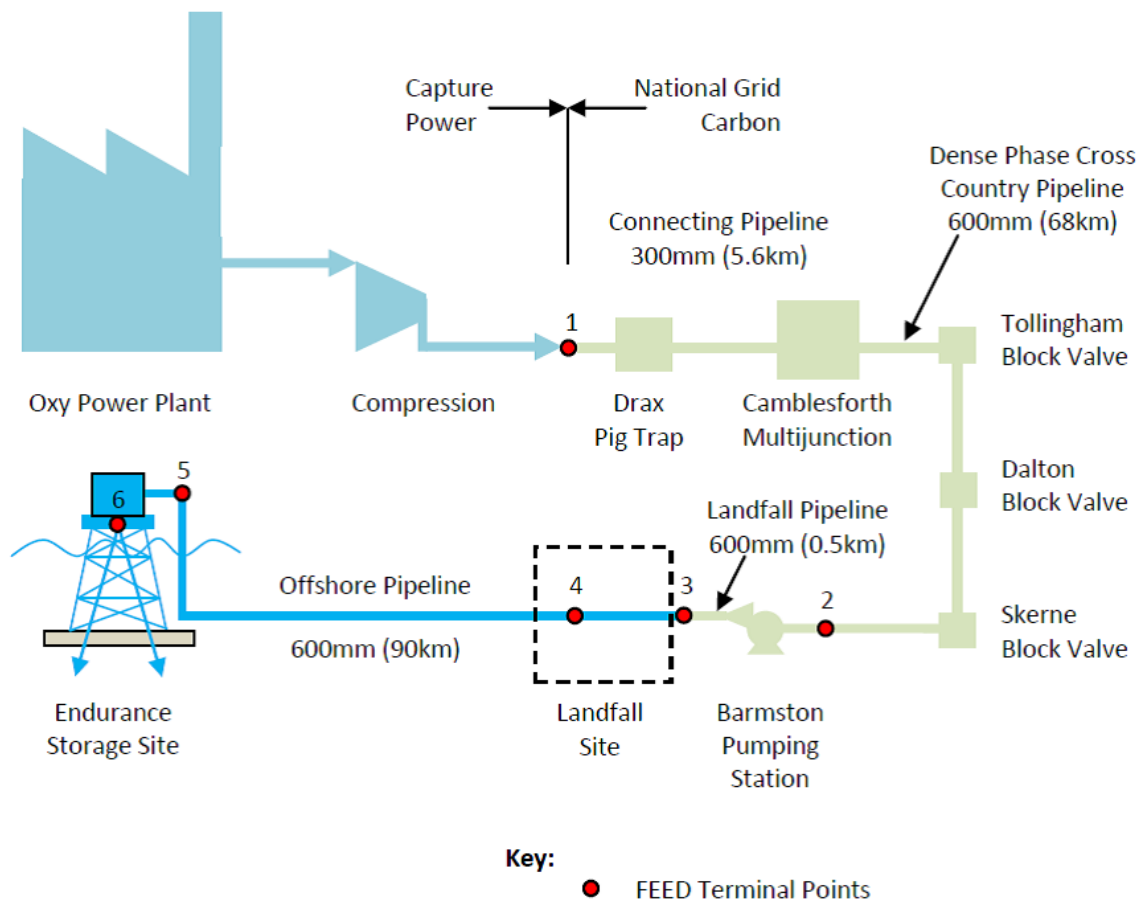 Capture
Power
National Grid
Carbon
Dense Phase Cross
Country Pipeline
600mm (68km)
Connecting Pipeline
300mm (5.6km)
1
Tollingham
Block Valve
Oxy Power Plant
Compression
Drax
Pig Trap
Camblesforth
Multijunction
Dalton
Block Valve
5
6
Landfall Pipeline
600mm (0.5km)
Offshore Pipeline
600mm (90km)
4
3
2
Skerne
Block Valve
Endurance
Storage Site
Landfall
Site
Barmston
Pumping
Station
Key:
FEED Terminal Points